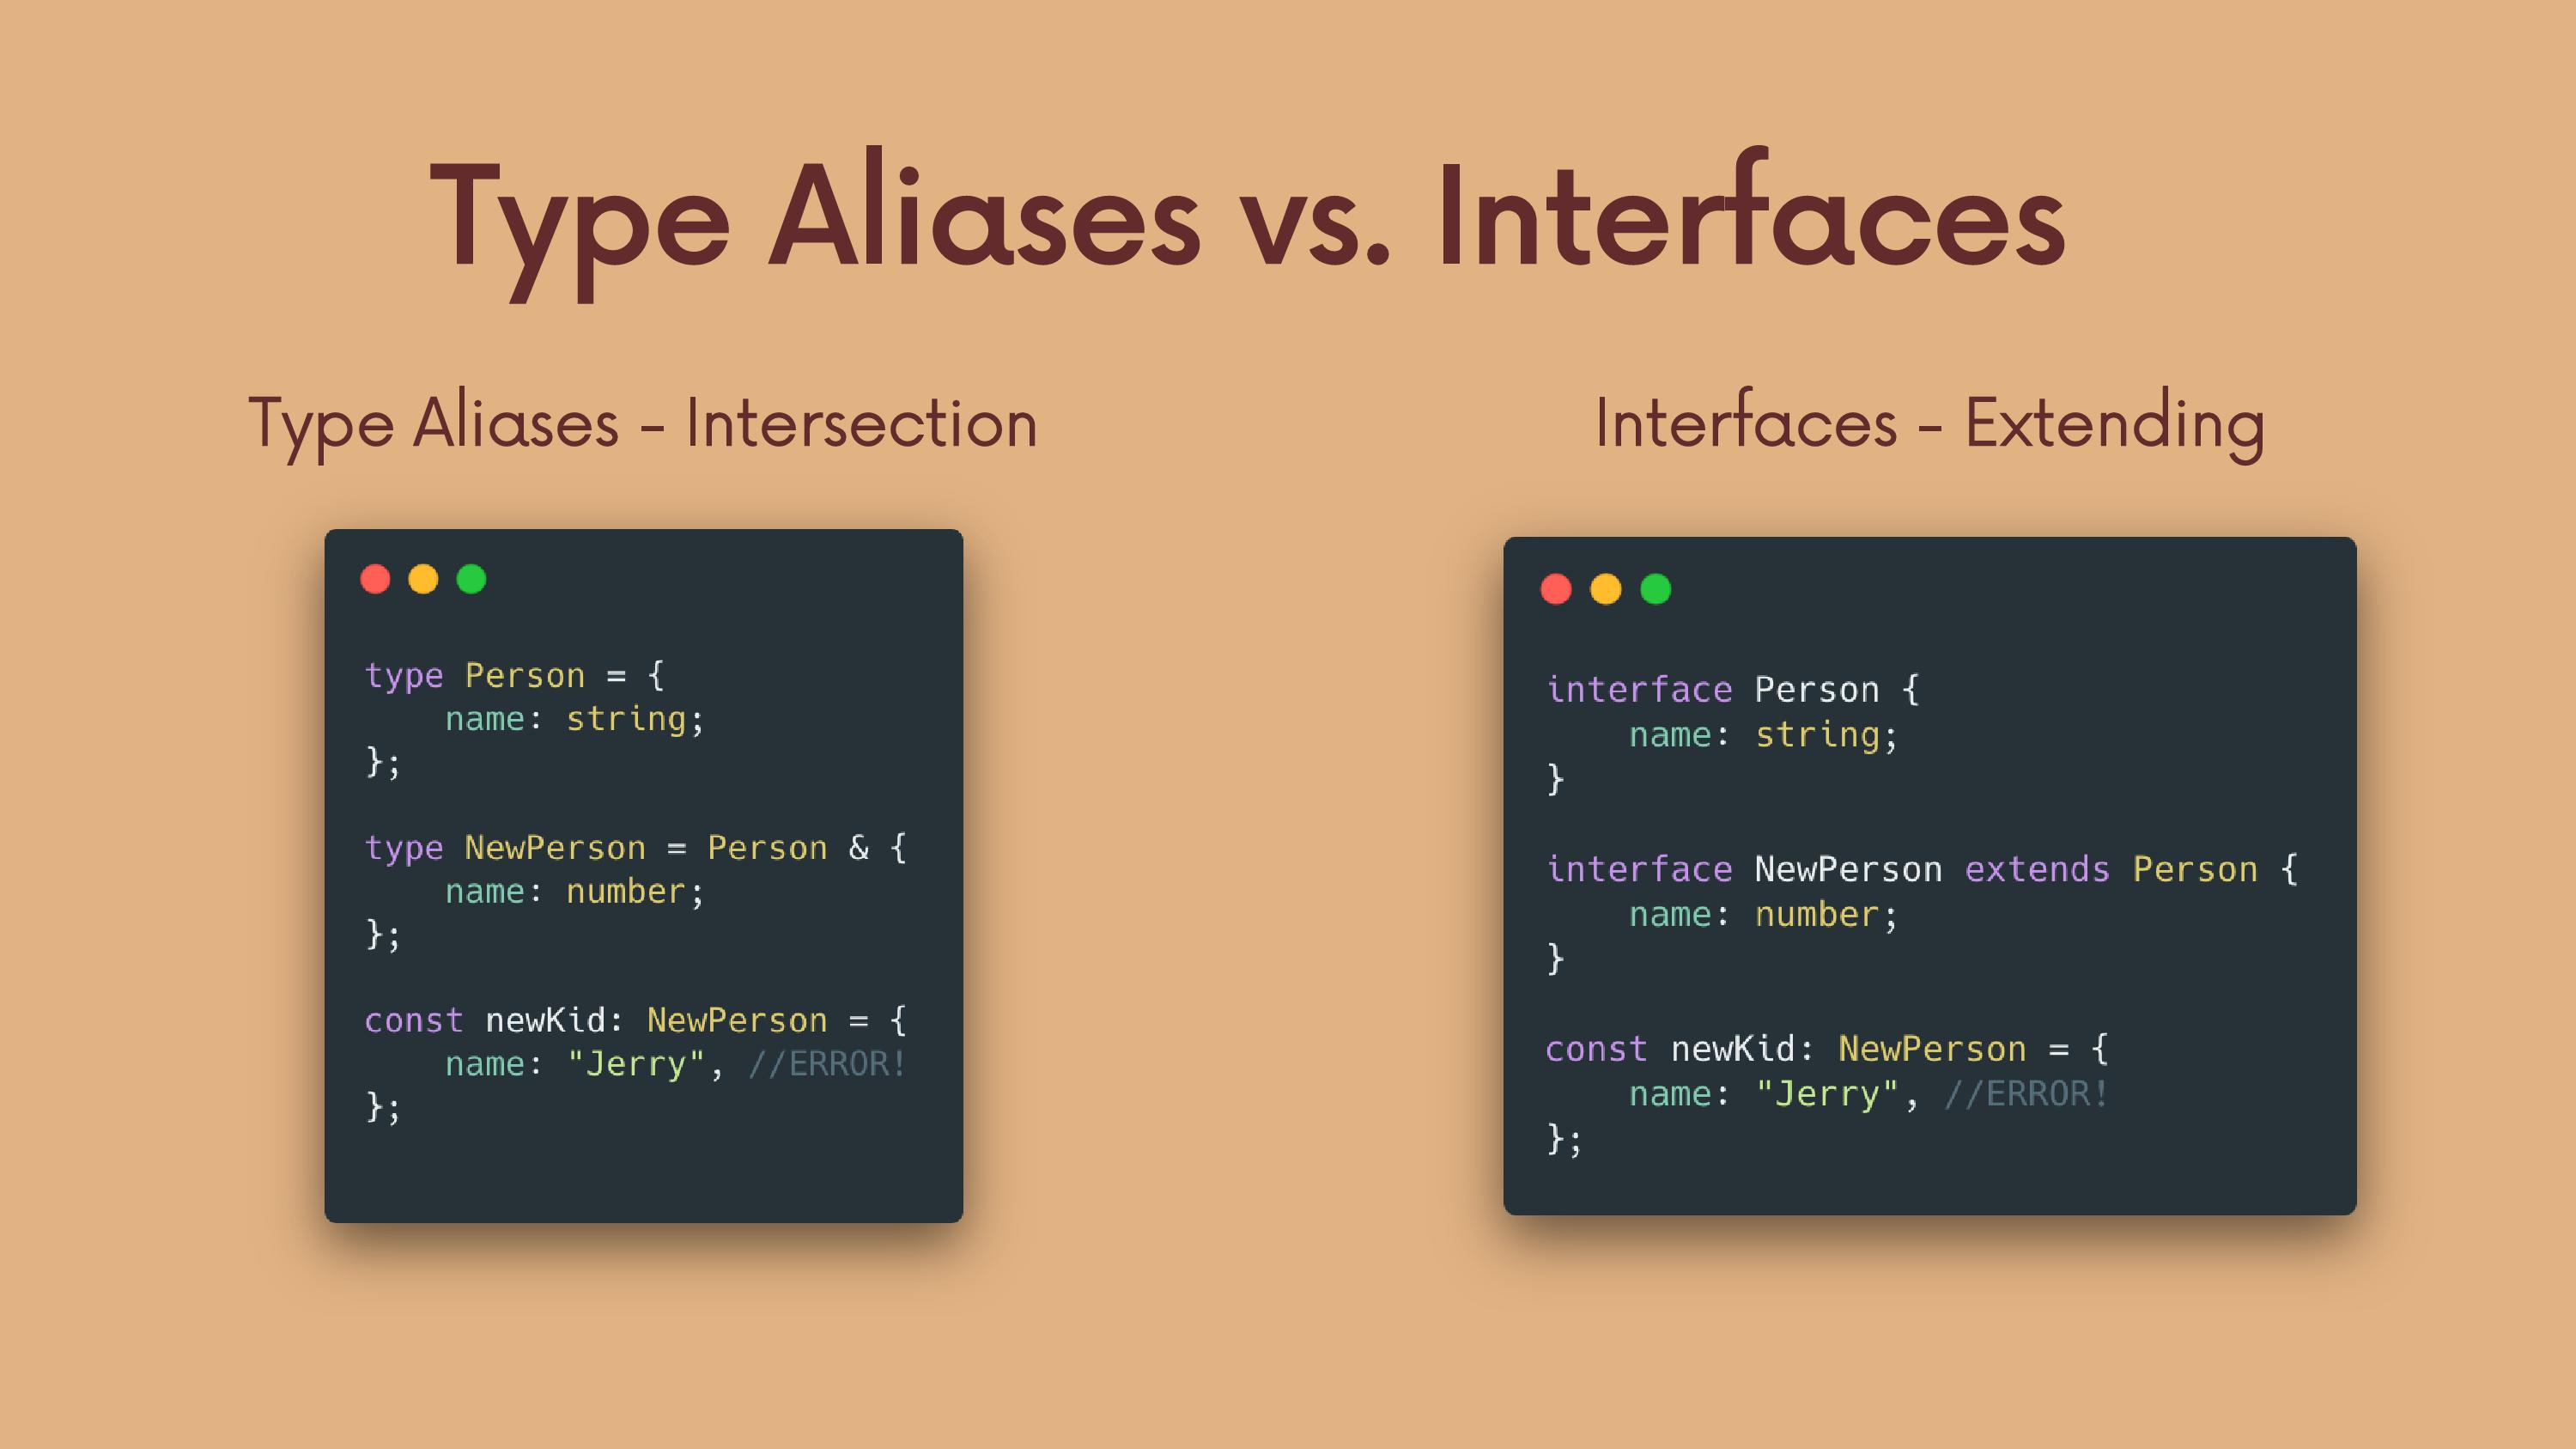 Type Aliases vs. Interfaces
Type Aliases - Intersection
type Person = {
    name: string;
};
type NewPerson = Person & {
    name: number;
};
const newKid: NewPerson = {
    name: "Jerry", //ERROR!
};
Interfaces - Extending
interface Person {
    name: string;
}
interface NewPerson extends Person {
    name: number;
}
const newKid: NewPerson = {
    name: "Jerry", //ERROR!
};